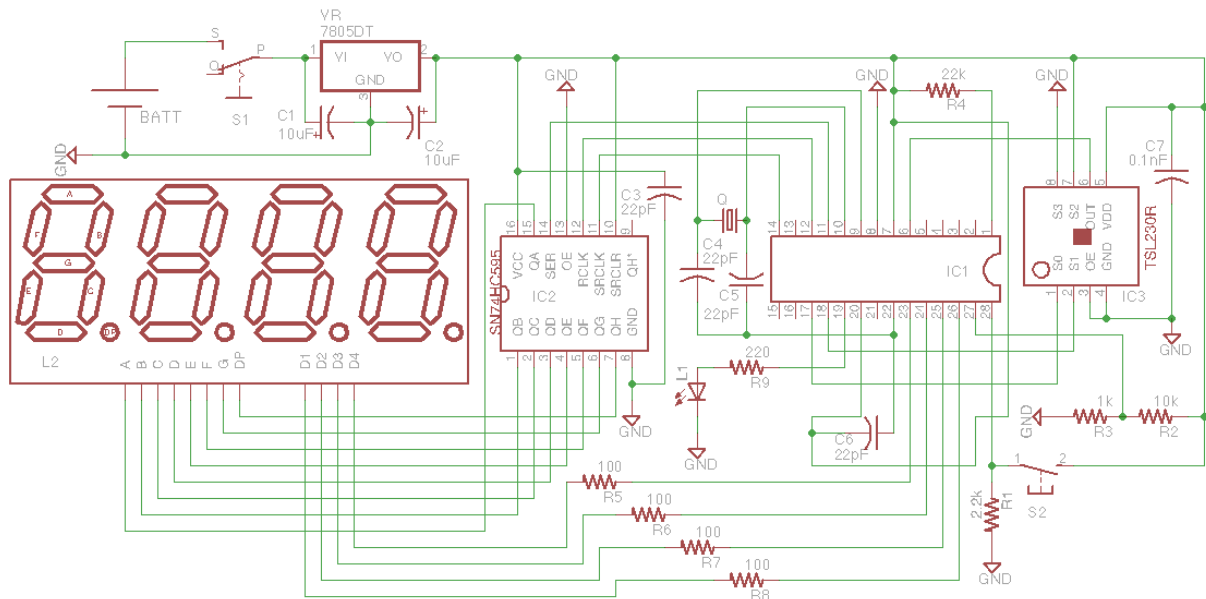 VR
7805DT
S
P
O
1 VI VO 2
GND
3
S1
BATT
C1
10uF
+
+
C2
10uF
GND
GND
GND
22k
R4
GND
C7
0.1nF
C3
22pF
Q
C4
22pF
C5
22pF
16 15 14 13 12 11 10 9
VCC QA SER OE RCLK SRCLK SRCLR QH*
SN74HC595
IC2
QB QC QD QE QF QG QH GND
1 2 3 4 5 6 7 8
GND
14 13 12 11 10 9 8 7 6 5 4 3 2 1
IC1
15 16 17 18 19 20 21 22 23 24 25 26 27 28
8 7 6 5
S3 S2 OUT VDD
S0 S1 OE GND
1 2 3 4
TSL230R
IC3
GND
A
F B
G
E C
D DP
L2
A B C D E F G DP D1 D2 D3 D4
L1
GND
220
R9
C6
22pF
GND
1k
R3
10k
R2
1 2
S2
2.2k
R1
GND
100
R5
100
R6
100
R7
100
R8